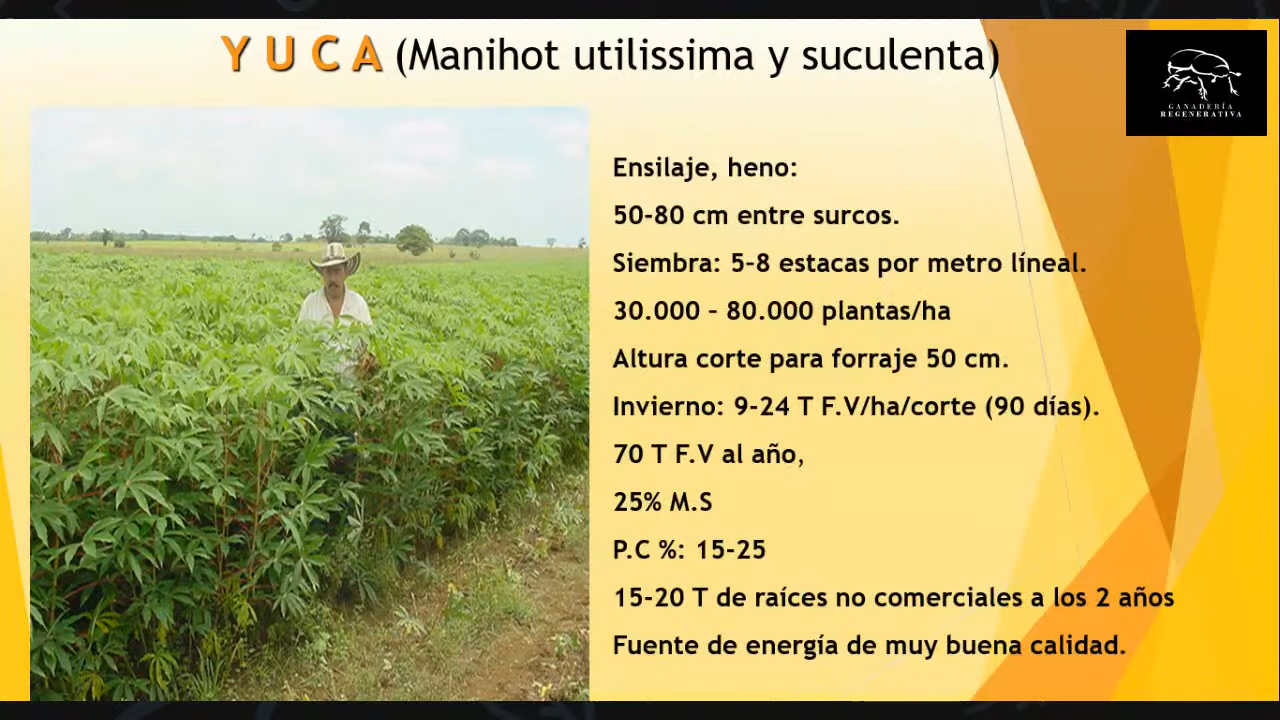 Y U C A (Manihot utilissima y suculenta)
GANADERÍA
REGENERATIVA
Ensilaje, heno:
50-80 cm entre surcos.
Siembra: 5-8 estacas por metro líneal.
30.000 – 80.000 plantas/ha
Altura corte para forraje 50 cm.
Invierno: 9-24 T F.V/ha/corte (90 días).
70 T F.V al año,
25% M.S
P.C %: 15-25
15-20 T de raíces no comerciales a los 2 años
Fuente de energía de muy buena calidad.